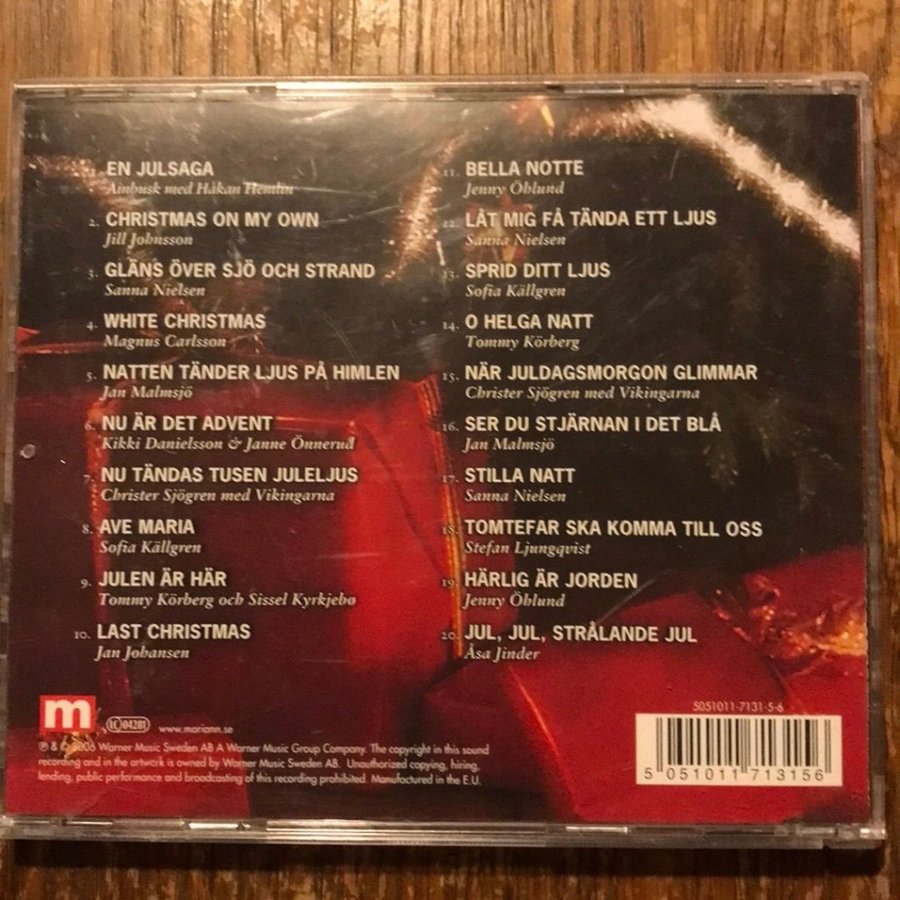 1. EN JULSAGA
Ainbusk med Håkan Hemlin
2. CHRISTMAS ON MY OWN
Jill Johnsson
3. GLÄNS ÖVER SJÖ OCH STRAND
Sanna Nielsen
4. WHITE CHRISTMAS
Magnus Carlsson
5. NATTEN TÄNDER LJUS PÅ HIMLEN
Jan Malmsjö
6. NU ÄR DET ADVENT
Kikki Danielsson & Janne Önnerud
7. NU TÄNDAS TUSEN JULELJUS
Christer Sjögren med Vikingarna
8. AVE MARIA
Sofia Källgren
9. JULEN ÄR HÄR
Tommy Körberg och Sissel Kyrkjebø
10. LAST CHRISTMAS
Jan Johansen
11. BELLA NOTTE
Jenny Öhlund
12. LÅT MIG FÅ TÄNDA ETT LJUS
Sanna Nielsen
13. SPRID DITT LJUS
Sofia Källgren
14. O HELGA NATT
Tommy Körberg
15. NÄR JULDAGSMORGON GLIMMAR
Christer Sjögren med Vikingarna
16. SER DU STJÄRNAN I DET BLÅ
Jan Malmsjö
17. STILLA NATT
Sanna Nielsen
18. TOMTEFAR SKA KOMMA TILL OSS
Stefan Ljungqvist
19. HÄRLIG ÄR JORDEN
Jenny Öhlund
20. JUL, JUL, STRÅLANDE JUL
Åsa Jinder
m
LC 04281
www.mariann.se
℗ & © 2006 Warner Music Sweden AB A Warner Music Group Company. The copyright in this sound
recording and in the artwork is owned by Warner Music Sweden AB. Unauthorized copying, hiring,
lending, public performance and broadcasting of this recording prohibited. Manufactured in the E.U.
5051011-7131-5-6
5 051011 713156